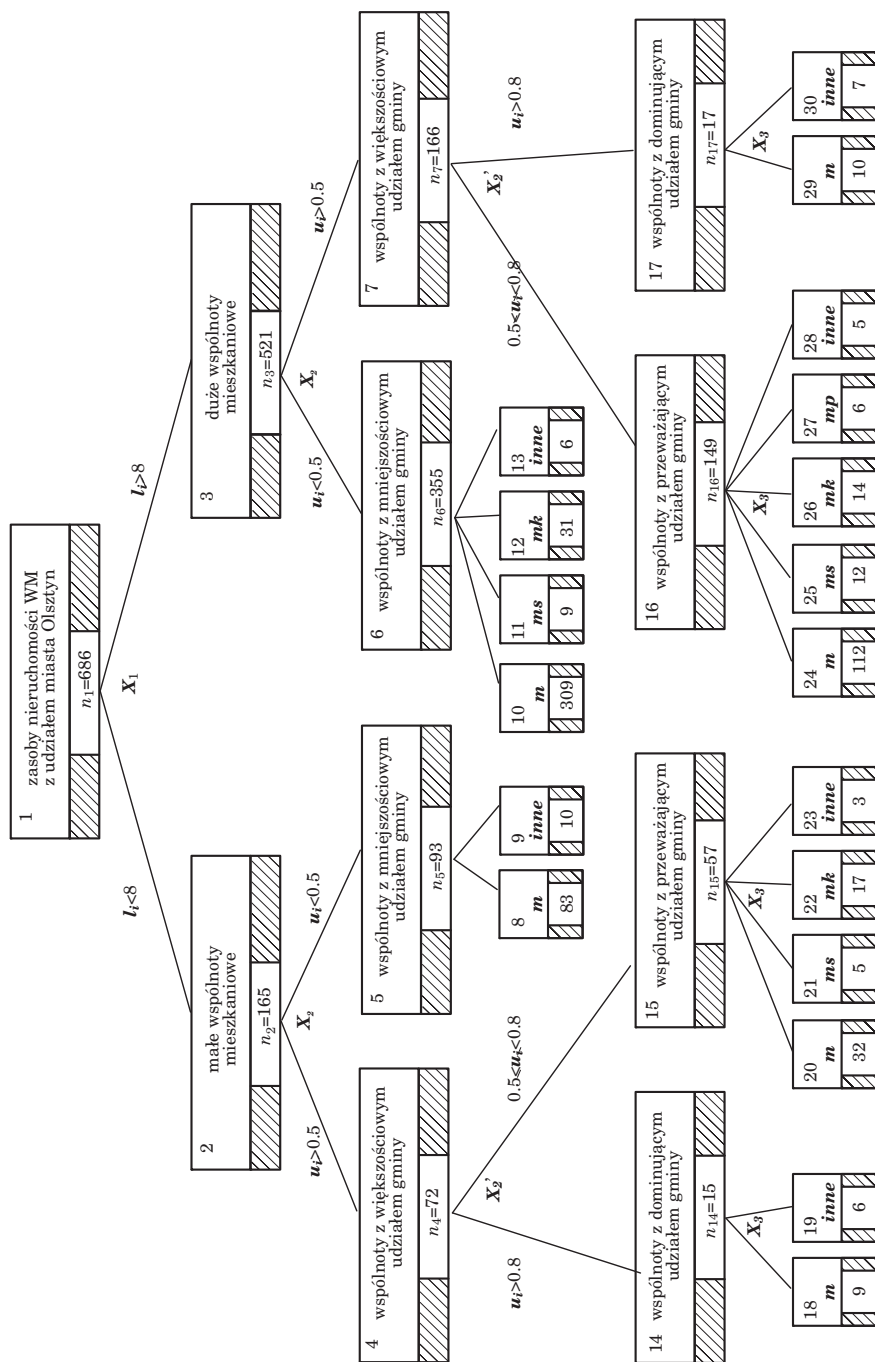 1 zasoby nieruchomości WM
z udziałem miasta Olsztyn
n₁=686
X₁
lᵢ<8
lᵢ>8
2 małe wspólnoty
mieszkaniowe
n₂=165
3 duże wspólnoty
mieszkaniowe
n₃=521
X₂
uᵢ>0.5
uᵢ<0.5
X₂
uᵢ<0.5
uᵢ>0.5
4 wspólnoty z większościowym
udziałem gminy
n₄=72
5 wspólnoty z mniejszościowym
udziałem gminy
n₅=93
6 wspólnoty z mniejszościowym
udziałem gminy
n₆=355
7 wspólnoty z większościowym
udziałem gminy
n₇=166
8
m
83
9
inne
10
10
m
309
11
ms
9
12
mk
31
13
inne
6
X₂'
uᵢ>0.8
0.5<uᵢ<0.8
X₂'
0.5<uᵢ<0.8
uᵢ>0.8
14 wspólnoty z dominującym
udziałem gminy
n₁₄=15
15 wspólnoty z przeważającym
udziałem gminy
n₁₅=57
16 wspólnoty z przeważającym
udziałem gminy
n₁₆=149
17 wspólnoty z dominującym
udziałem gminy
n₁₇=17
X₃
X₃
X₃
X₃
18
m
9
19
inne
6
20
m
32
21
ms
5
22
mk
17
23
inne
3
24
m
112
25
ms
12
26
mk
14
27
mp
6
28
inne
5
29
m
10
30
inne
7